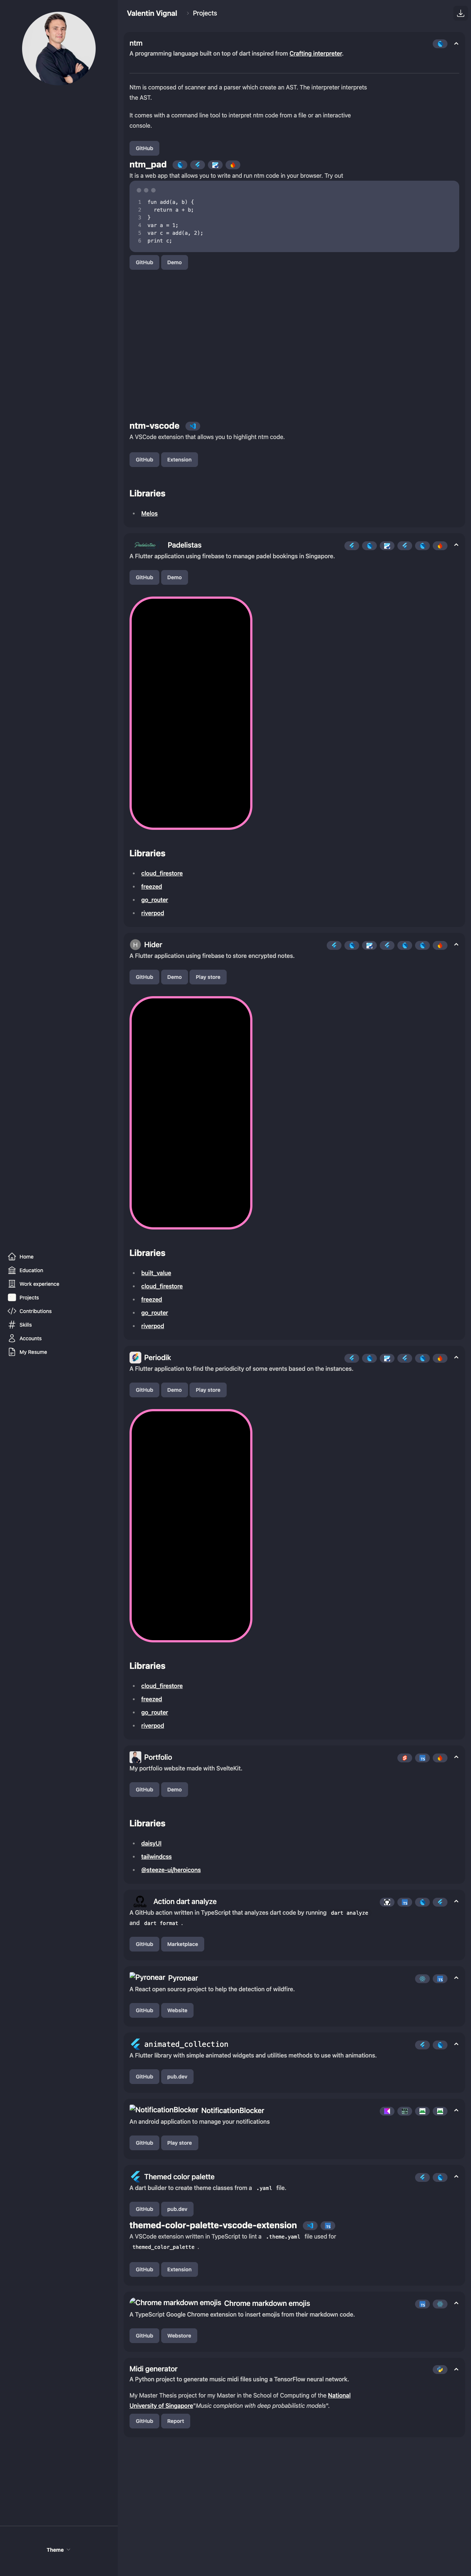 Valentin Vignal
Projects
ntm
A programming language built on top of dart inspired from Crafting interpreter.
Ntm is composed of scanner and a parser which create an AST. The interpreter interprets
the AST.
It comes with a command line tool to interpret ntm code from a file or an interactive
console.
GitHub
ntm_pad
It is a web app that allows you to write and run ntm code in your browser. Try out
1 fun add(a, b) {
2   return a + b;
3 }
4 var a = 1;
5 var c = add(a, 2);
6 print c;
GitHub Demo
ntm-vscode
A VSCode extension that allows you to highlight ntm code.
GitHub Extension
Libraries
Melos
Padelistas Padelistas
A Flutter application using firebase to manage padel bookings in Singapore.
GitHub Demo
Libraries
cloud_firestore
freezed
go_router
riverpod
H Hider
A Flutter application using firebase to store encrypted notes.
GitHub Demo Play store
Libraries
built_value
cloud_firestore
freezed
go_router
riverpod
Home
Education
Work experience
Projects
Contributions
Skills
Accounts
My Resume
Periodik
A Flutter application to find the periodicity of some events based on the instances.
GitHub Demo Play store
Libraries
cloud_firestore
freezed
go_router
riverpod
Portfolio
My portfolio website made with SvelteKit.
GitHub Demo
Libraries
daisyUI
tailwindcss
@steeze-ui/heroicons
Action dart analyze
A GitHub action written in TypeScript that analyzes dart code by running dart analyze
and dart format .
GitHub Marketplace
Pyronear Pyronear
A React open source project to help the detection of wildfire.
GitHub Website
animated_collection
A Flutter library with simple animated widgets and utilities methods to use with animations.
GitHub pub.dev
NotificationBlocker NotificationBlocker
An android application to manage your notifications
GitHub Play store
Themed color palette
A dart builder to create theme classes from a .yaml file.
GitHub pub.dev
themed-color-palette-vscode-extension
A VSCode extension written in TypeScript to lint a .theme.yaml file used for
themed_color_palette .
GitHub Extension
Chrome markdown emojis Chrome markdown emojis
A TypeScript Google Chrome extension to insert emojis from their markdown code.
GitHub Webstore
Midi generator
A Python project to generate music midi files using a TensorFlow neural network.
My Master Thesis project for my Master in the School of Computing of the National
University of Singapore"Music completion with deep probabilistic models".
GitHub Report
Theme